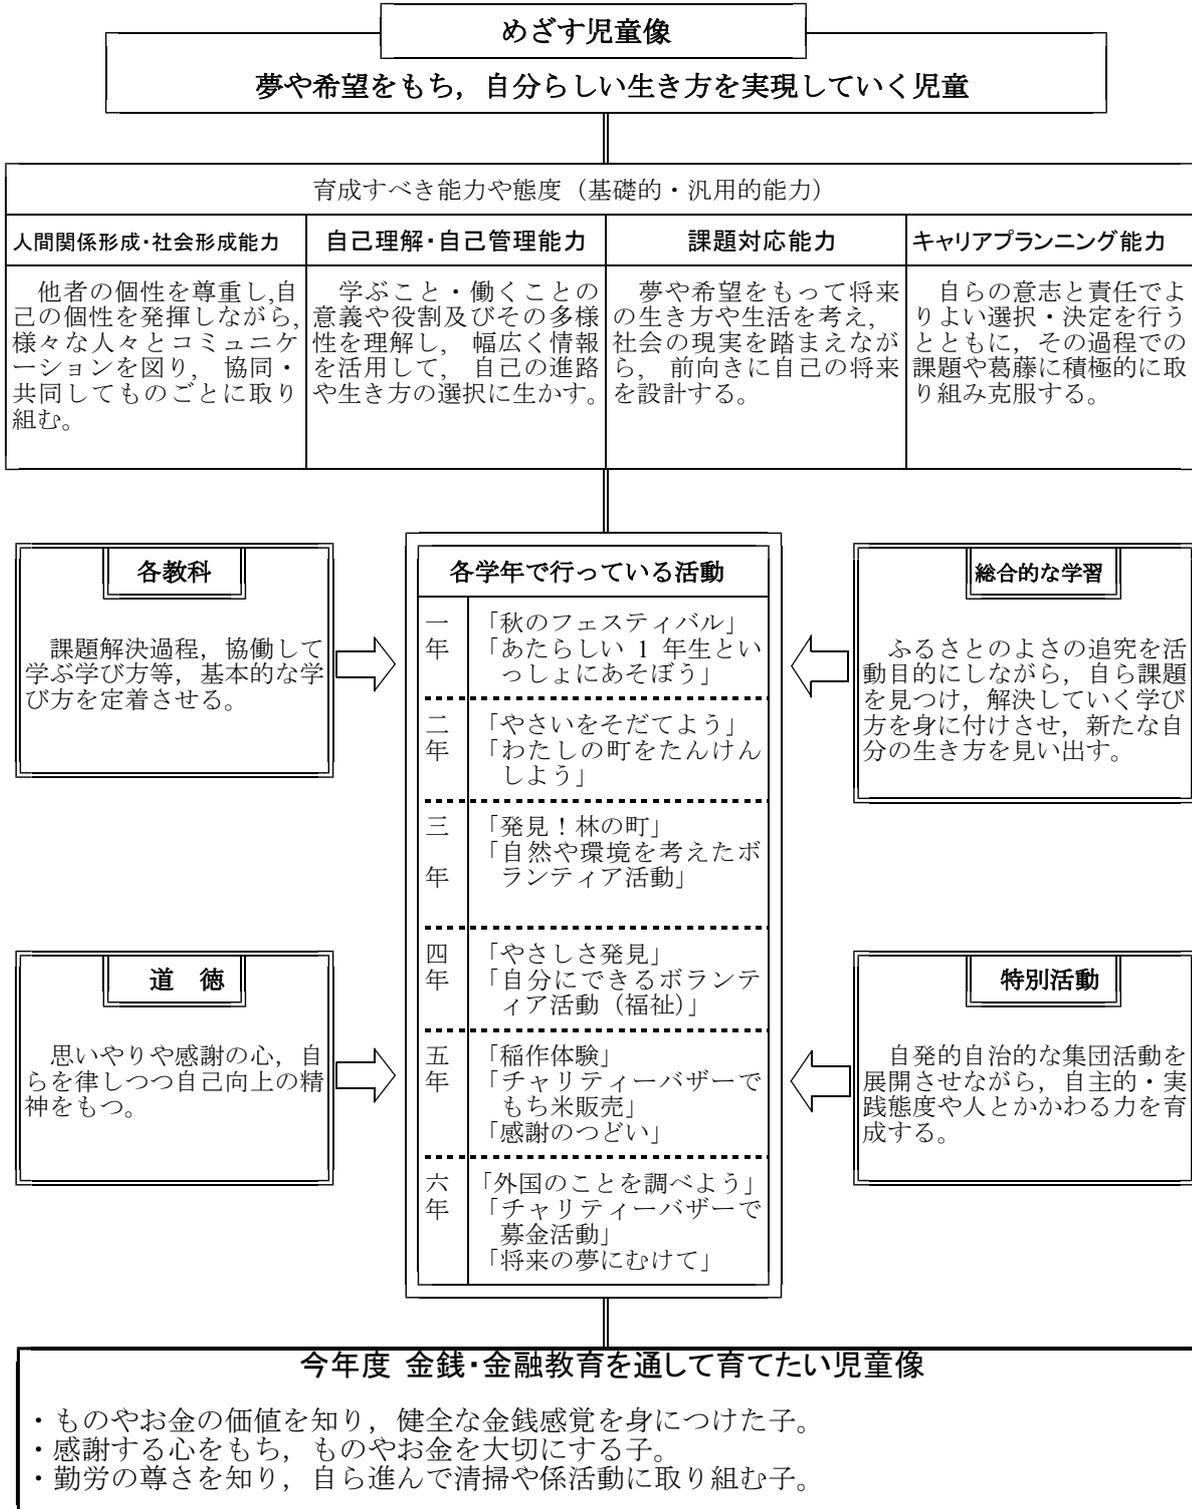 めざす児童像
夢や希望をもち，自分らしい生き方を実現していく児童
育成すべき能力や態度（基礎的・汎用的能力）
人間関係形成・社会形成能力
他者の個性を尊重し,自
己の個性を発揮しながら,
様々な人々とコミュニケ
ーションを図り， 協同・
共同してものごとに取り
組む。
自己理解・自己管理能力
学ぶこと・働くことの
意義や役割及びその多様
性を理解し， 幅広く情報
を活用して， 自己の進路
や生き方の選択に生かす。
課題対応能力
夢や希望をもって将来
の生き方や生活を考え，
社会の現実を踏まえなが
ら， 前向きに自己の将来
を設計する。
キャリアプランニング能力
自らの意志と責任でよ
りよい選択・決定を行う
とともに，その過程での
課題や葛藤に積極的に取
り組み克服する。
各教科
課題解決過程，協働して
学ぶ学び方等，基本的な学
び方を定着させる。
道 徳
思いやりや感謝の心，自
らを律しつつ自己向上の精
神をもつ。
各学年で行っている活動
一年
「秋のフェスティバル」
「あたらしい 1 年生とい
っしょにあそぼう」
二年
「やさいをそだてよう」
「わたしの町をたんけん
しよう」
三年
「発見！林の町」
「自然や環境を考えたボ
ランティア活動」
四年
「やさしさ発見」
「自分にできるボランテ
ィア活動（福祉）」
五年
「稲作体験」
「チャリティーバザーで
もち米販売」
「感謝のつどい」
六年
「外国のことを調べよう」
「チャリティーバザーで
募金活動」
「将来の夢にむけて」
総合的な学習
ふるさとのよさの追究を活
動目的にしながら，自ら課題
を見つけ，解決していく学び
方を身に付けさせ，新たな自
分の生き方を見い出す。
特別活動
自発的自治的な集団活動を
展開させながら，自主的・実
践態度や人とかかわる力を育
成する。
今年度 金銭・金融教育を通して育てたい児童像
・ものやお金の価値を知り，健全な金銭感覚を身につけた子。
・感謝する心をもち，ものやお金を大切にする子。
・勤労の尊さを知り，自ら進んで清掃や係活動に取り組む子。